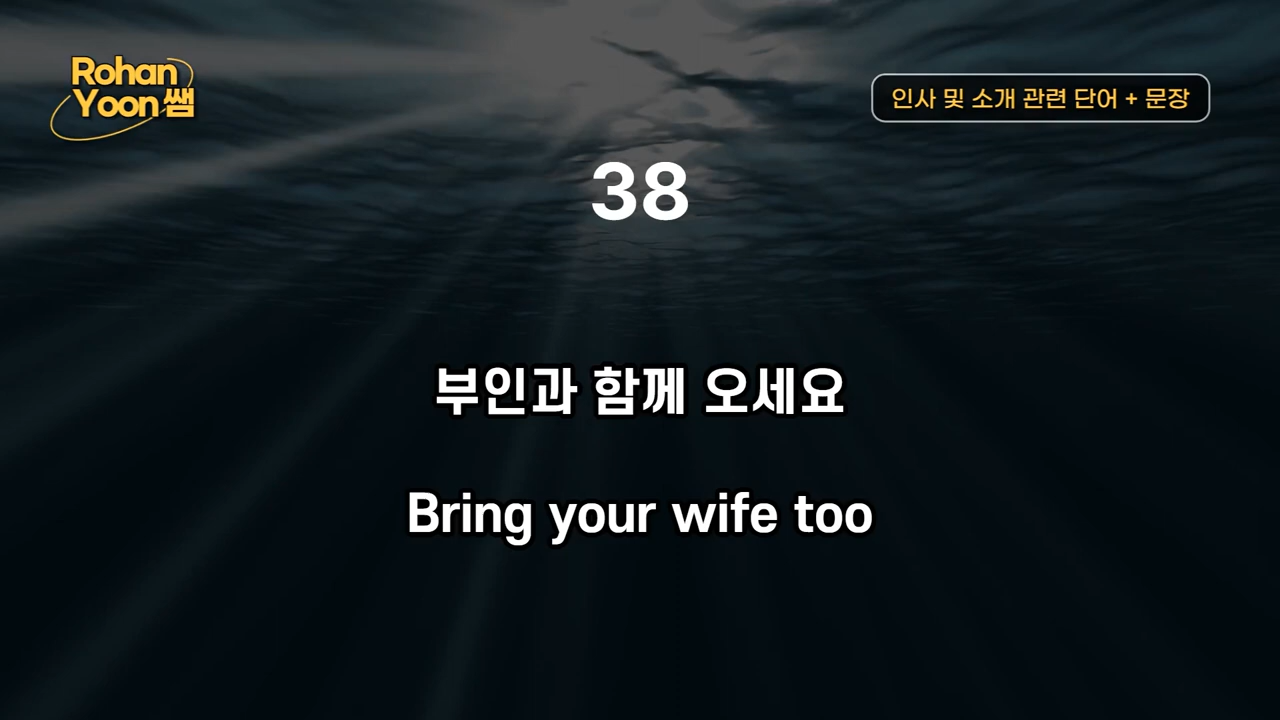 Rohan
Yoon쌤
인사 및 소개 관련 단어 + 문장
38
부인과 함께 오세요
Bring your wife too